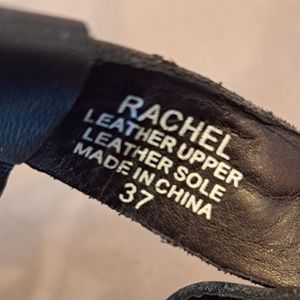 RACHEL
LEATHER UPPER
LEATHER SOLE
MADE IN CHINA
37